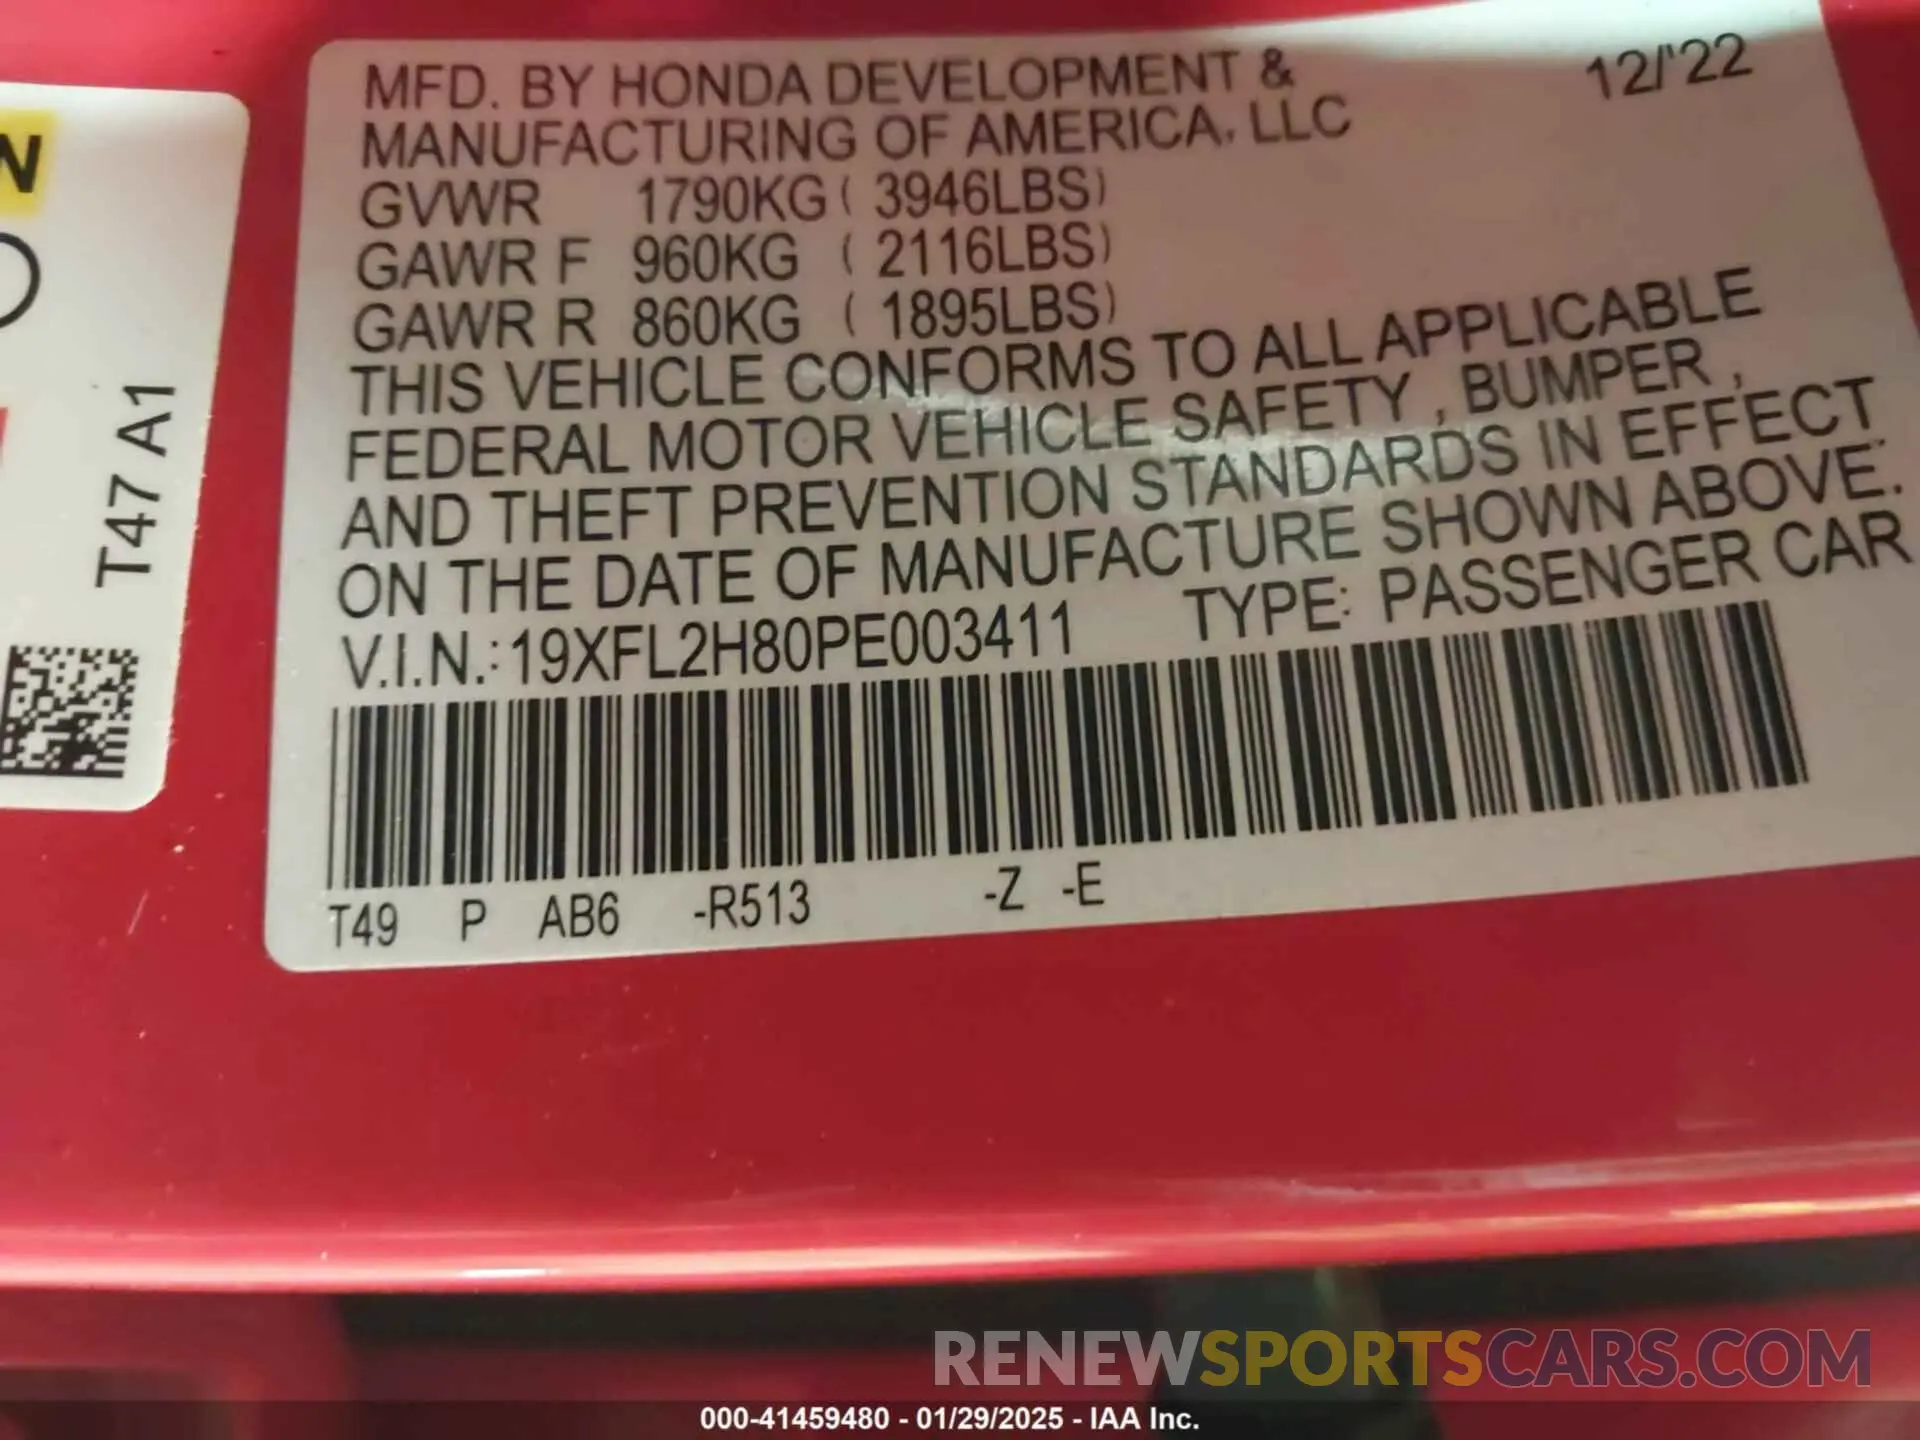 MFD. BY HONDA DEVELOPMENT & 12/'22
MANUFACTURING OF AMERICA, LLC
GVWR 1790KG ( 3946LBS)
GAWR F 960KG ( 2116LBS)
GAWR R 860KG ( 1895LBS)
THIS VEHICLE CONFORMS TO ALL APPLICABLE
FEDERAL MOTOR VEHICLE SAFETY , BUMPER ,
AND THEFT PREVENTION STANDARDS IN EFFECT
ON THE DATE OF MANUFACTURE SHOWN ABOVE.
V.I.N.: 19XFL2H80PE003411 TYPE: PASSENGER CAR
T49 P AB6 -R513 -Z -E
T47 A1
RENEWSPORTSCARS.COM
000-41459480 - 01/29/2025 - IAA Inc.